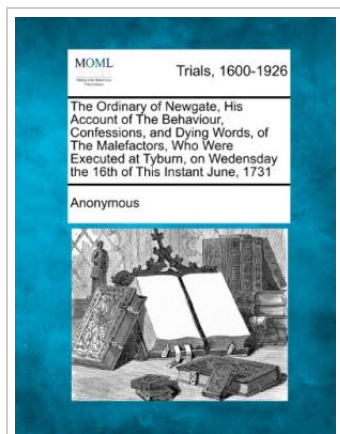 MOML
Trials, 1600-1926
The Ordinary of Newgate, His
Account of The Behaviour,
Confessions, and Dying Words, of
The Malefactors, Who Were
Executed at Tyburn, on Wedensday
the 16th of This Instant June, 1731
Anonymous